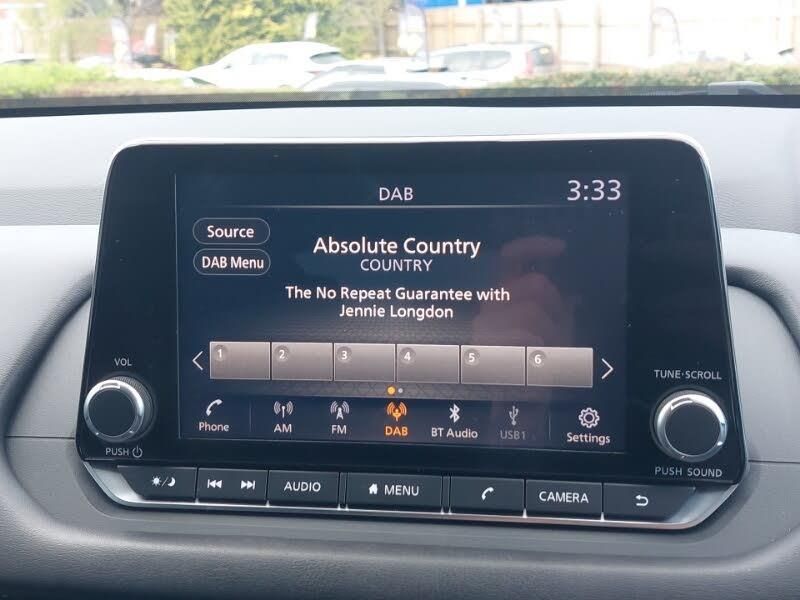 DAB
3:33
Source
DAB Menu
Absolute Country
COUNTRY
The No Repeat Guarantee with
Jennie Longdon
1 2 3 4 5 6
Phone AM FM DAB BT Audio USB1 Settings
VOL
PUSH
TUNE·SCROLL
PUSH SOUND
AUDIO MENU CAMERA